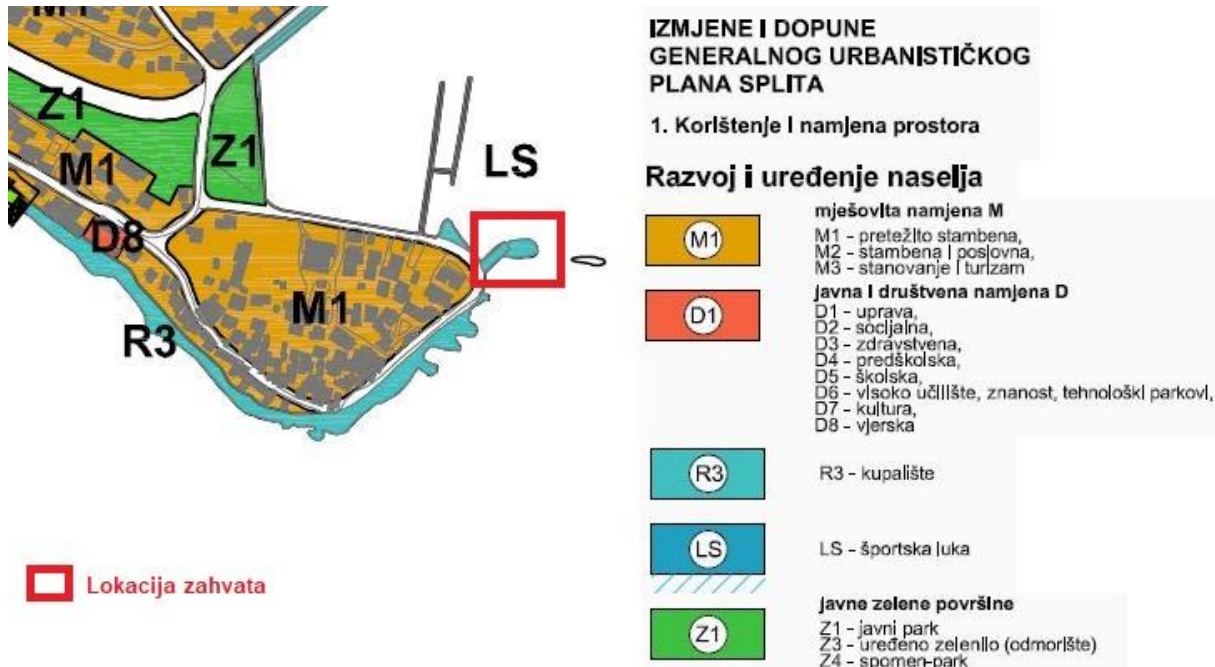 M1
Z1
Z1
M1
LS
D8
M1
R3
Lokacija zahvata
IZMJENE I DOPUNE
GENERALNOG URBANISTIČKOG
PLANA SPLITA
1. Korištenje i namjena prostora
Razvoj i uređenje naselja
M1
mješovita namjena M
M1 - pretežito stambena,
M2 - stambena i poslovna,
M3 - stanovanje i turizam
D1
javna i društvena namjena D
D1 - uprava,
D2 - socijalna,
D3 - zdravstvena,
D4 - predškolska,
D5 - školska,
D6 - visoko učilište, znanost, tehnološki parkovi,
D7 - kultura,
D8 - vjerska
R3
R3 - kupalište
LS
LS - športska luka
Z1
javne zelene površine
Z1 - javni park
Z3 - uređeno zelenilo (odmorište)
Z4 - spomen-park